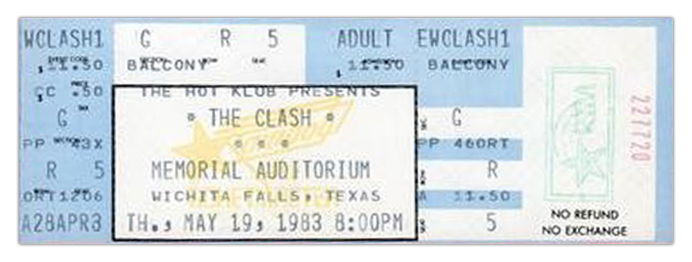 WCLASH1 G R 5 ADULT EWCLASH1
11.50 BALCONY 11.50 BALCONY
CC .50 THE HOT KLUB PRESENTS
G * THE CLASH * G
PP 43X * * * PP 460RT
R 5 MEMORIAL AUDITORIUM R
ORT1206 WICHITA FALLS, TEXAS A 11.50
A28APR3 TH., MAY 19, 1983 8:00PM 5
227720
NO REFUND
NO EXCHANGE